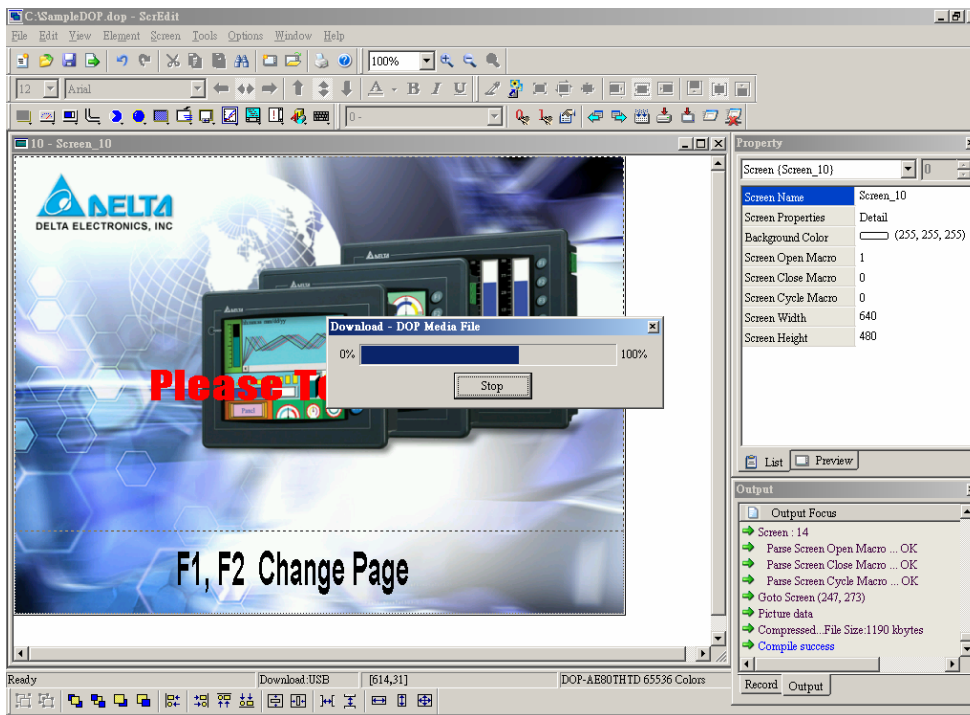 C:\SampleDOP.dop - ScrEdit
File Edit View Element Screen Tools Options Window Help
100%
12 Arial
A - B I U
0 -
10 - Screen_10
DELTA
DELTA ELECTRONICS, INC
Please To
F1, F2 Change Page
Download - DOP Media File
0% 100%
Stop
Property
Screen {Screen_10} 0
Screen Name Screen_10
Screen Properties Detail
Background Color (255, 255, 255)
Screen Open Macro 1
Screen Close Macro 0
Screen Cycle Macro 0
Screen Width 640
Screen Height 480
List Preview
Output
Output Focus
Screen : 14
Parse Screen Open Macro ... OK
Parse Screen Close Macro ... OK
Parse Screen Cycle Macro ... OK
Goto Screen (247, 273)
Picture data
Compressed...File Size:1190 kbytes
Compile success
Record Output
Ready Download:USB [614,31] DOP-AE80THTD 65536 Colors